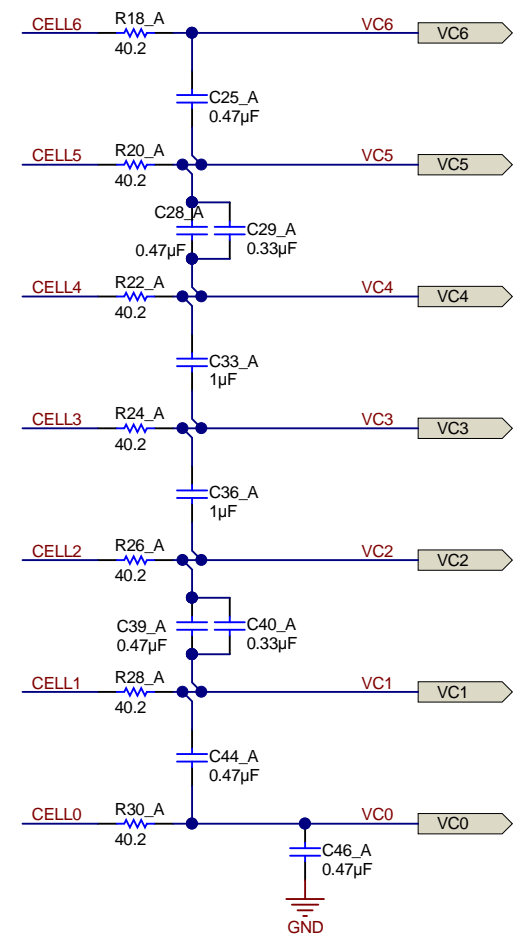 CELL6 R18_A VC6 VC6
40.2
C25_A
0.47µF
CELL5 R20_A VC5 VC5
40.2
C28_A C29_A
0.47µF 0.33µF
CELL4 R22_A VC4 VC4
40.2
C33_A
1µF
CELL3 R24_A VC3 VC3
40.2
C36_A
1µF
CELL2 R26_A VC2 VC2
40.2
C39_A C40_A
0.47µF 0.33µF
CELL1 R28_A VC1 VC1
40.2
C44_A
0.47µF
CELL0 R30_A VC0 VC0
40.2
C46_A
0.47µF
GND